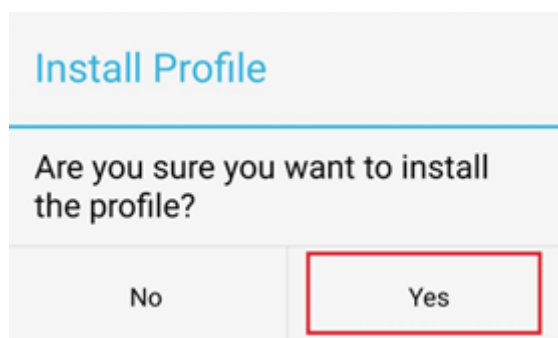 Install Profile
Are you sure you want to install
the profile?
No
Yes